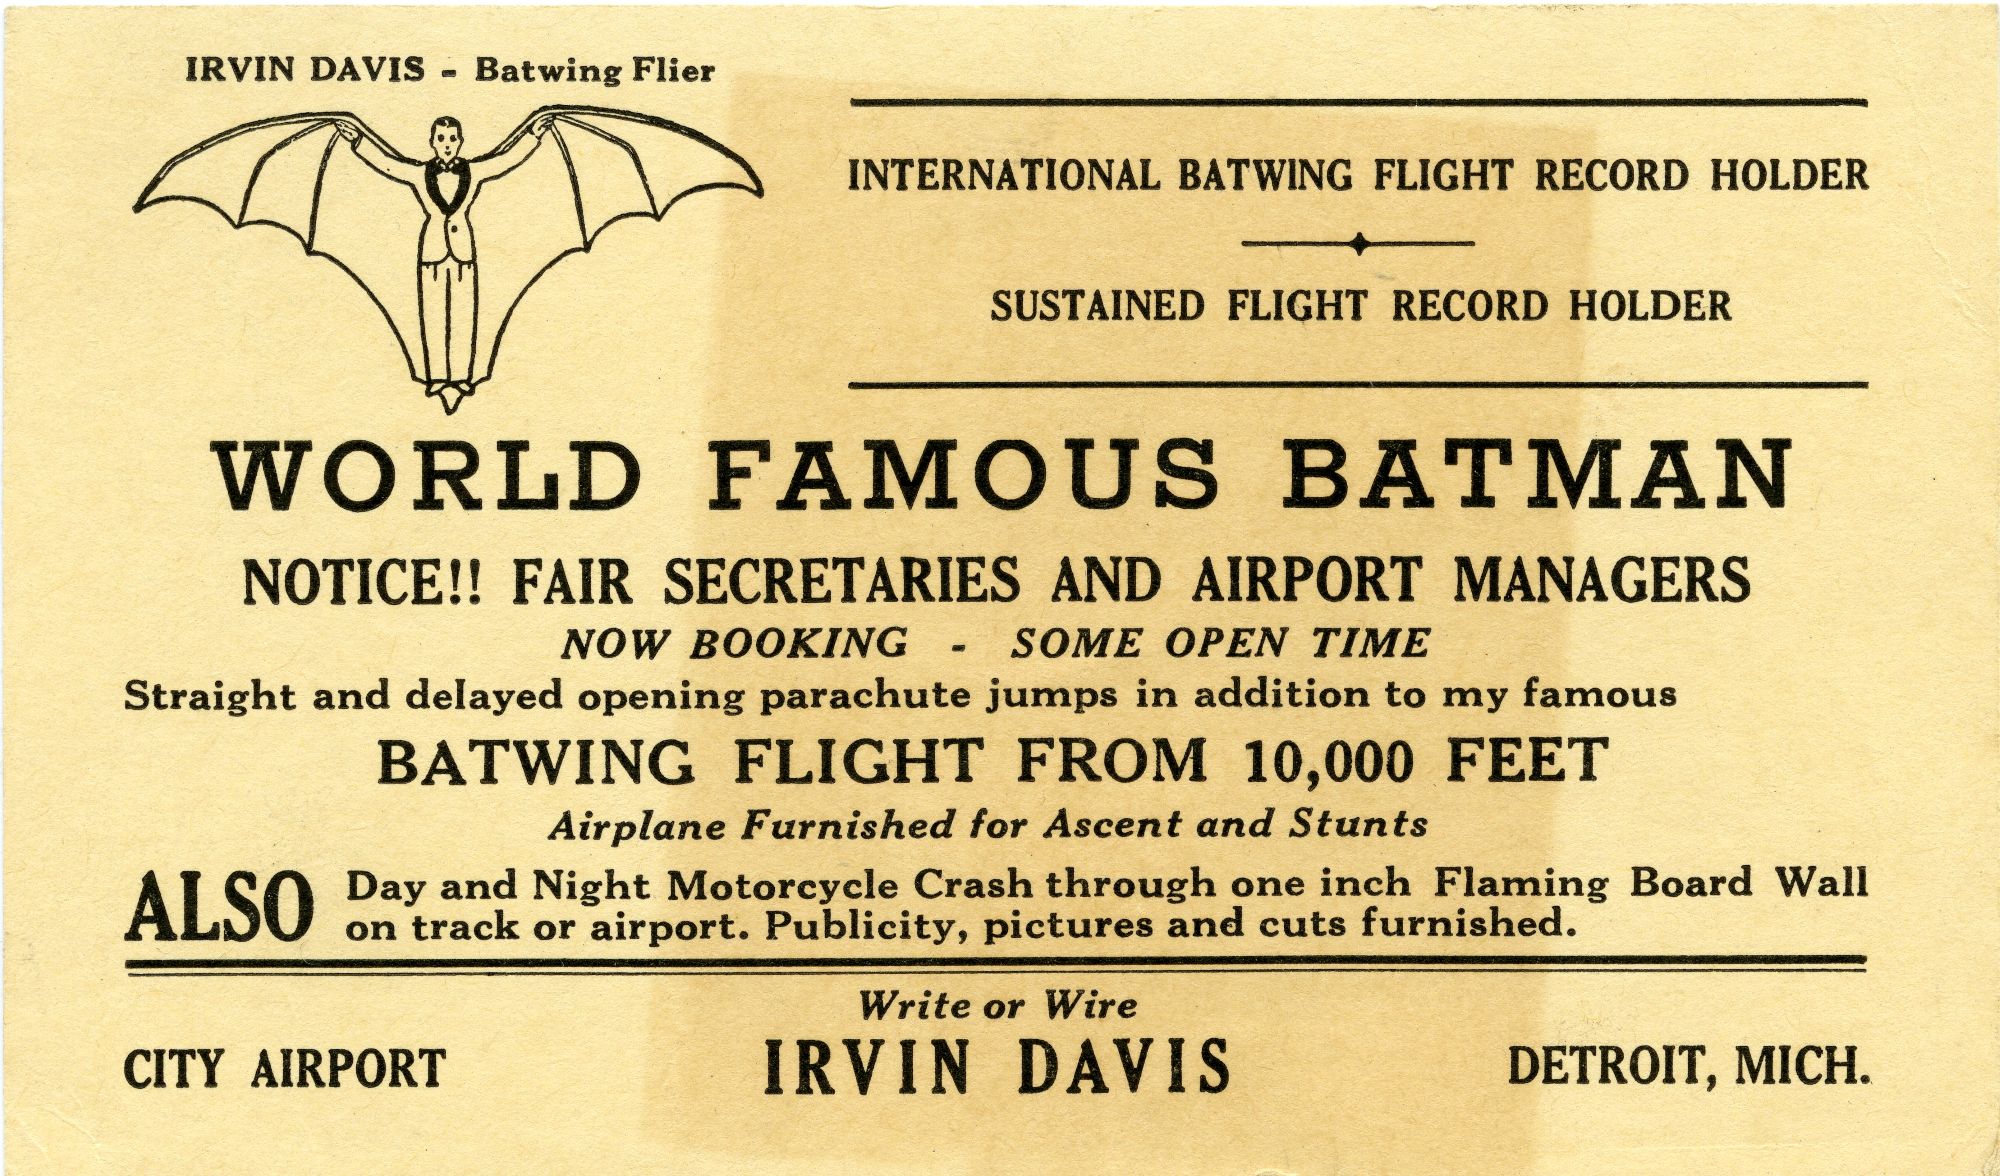 IRVIN DAVIS - Batwing Flier
INTERNATIONAL BATWING FLIGHT RECORD HOLDER
SUSTAINED FLIGHT RECORD HOLDER
WORLD FAMOUS BATMAN
NOTICE!! FAIR SECRETARIES AND AIRPORT MANAGERS
NOW BOOKING - SOME OPEN TIME
Straight and delayed opening parachute jumps in addition to my famous
BATWING FLIGHT FROM 10,000 FEET
Airplane Furnished for Ascent and Stunts
ALSO Day and Night Motorcycle Crash through one inch Flaming Board Wall
on track or airport. Publicity, pictures and cuts furnished.
Write or Wire
CITY AIRPORT IRVIN DAVIS DETROIT, MICH.